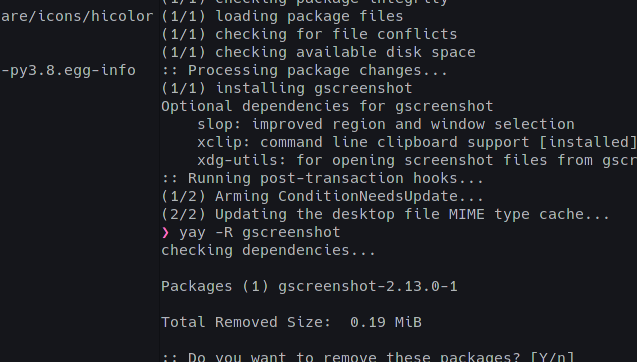 (1/1) checking package integrity
are/icons/hicolor
(1/1) loading package files
(1/1) checking for file conflicts
(1/1) checking available disk space
-py3.8.egg-info
:: Processing package changes...
(1/1) installing gscreenshot
Optional dependencies for gscreenshot
slop: improved region and window selection
xclip: command line clipboard support [installed]
xdg-utils: for opening screenshot files from gscr
:: Running post-transaction hooks...
(1/2) Arming ConditionNeedsUpdate...
(2/2) Updating the desktop file MIME type cache...
❯ yay -R gscreenshot
checking dependencies...
Packages (1) gscreenshot-2.13.0-1
Total Removed Size:  0.19 MiB
:: Do you want to remove these packages? [Y/n]